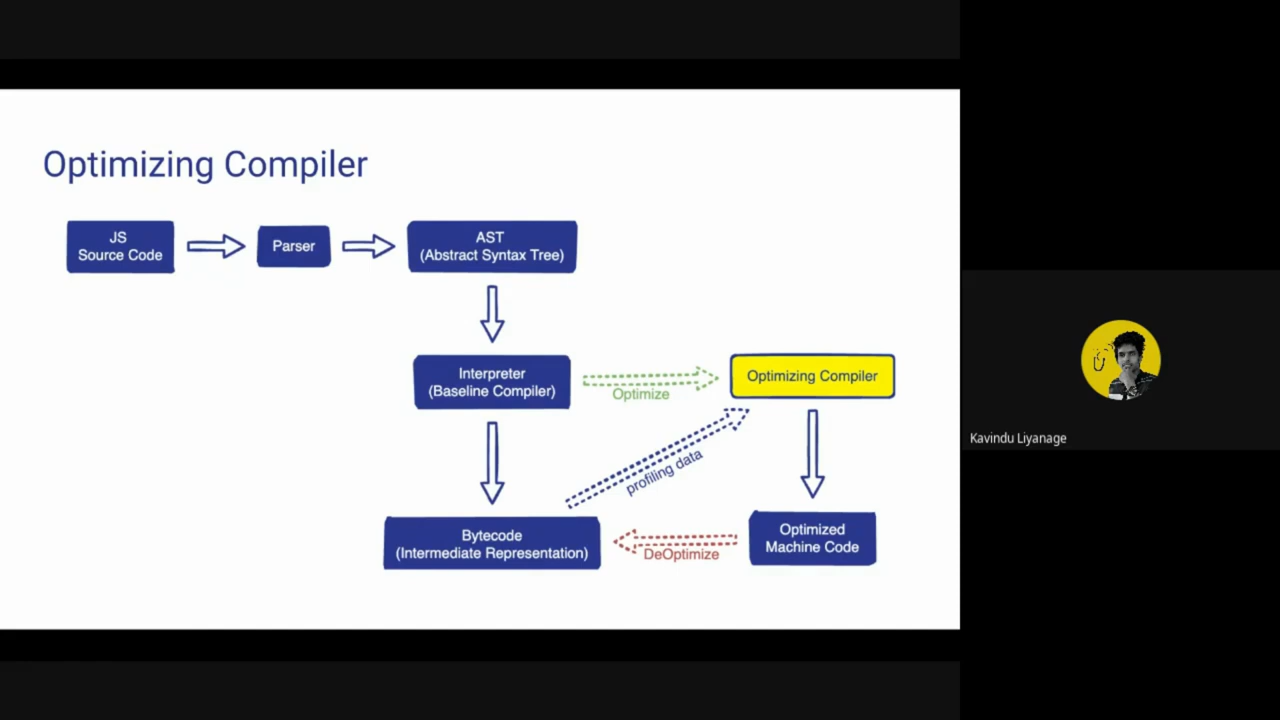 Optimizing Compiler
JS
Source Code
Parser
AST
(Abstract Syntax Tree)
Interpreter
(Baseline Compiler)
Optimize
Optimizing Compiler
profiling data
Bytecode
(Intermediate Representation)
DeOptimize
Optimized
Machine Code
Kavindu Liyanage